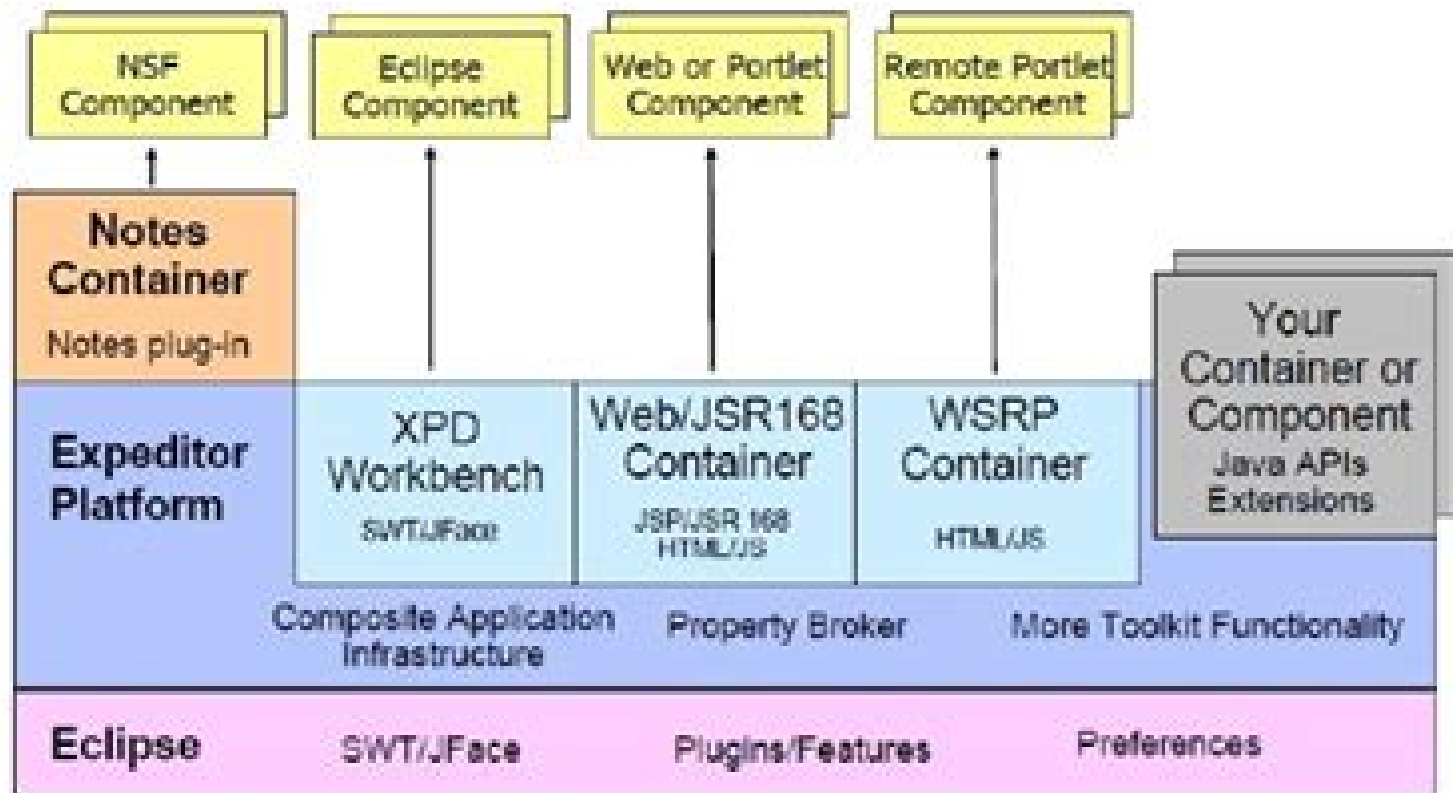 NSF
Component
Eclipse
Component
Web or Portlet
Component
Remote Portlet
Component
Notes
Container
Notes plug-in
Expeditor
Platform
XPD
Workbench
SWT/JFace
Web/JSR168
Container
JSP/JSR 168
HTML/JS
WSRP
Container
HTML/JS
Your
Container or
Component
Java APIs
Extensions
Composite Application
Infrastructure
Property Broker
More Toolkit Functionality
Eclipse
SWT/JFace
Plugins/Features
Preferences